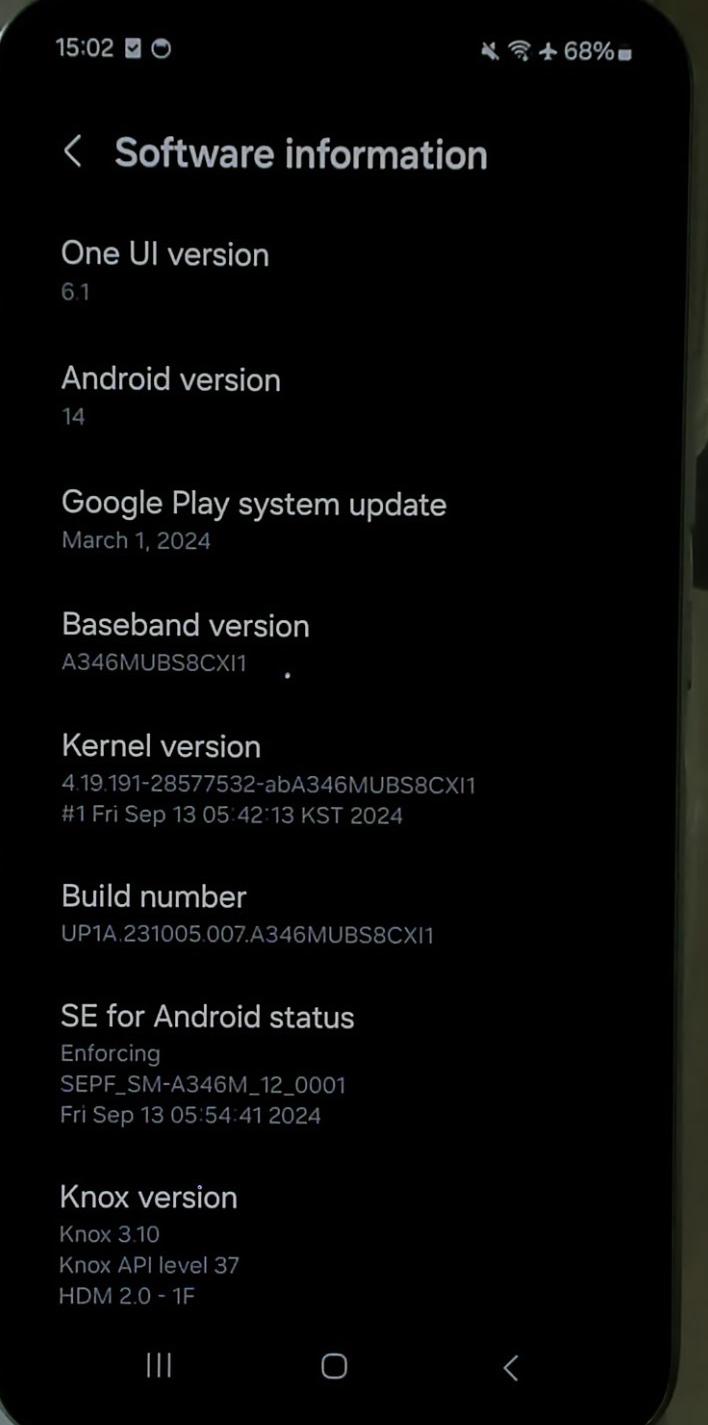 15:02 68%
Software information
One UI version
6.1
Android version
14
Google Play system update
March 1, 2024
Baseband version
A346MUBS8CXI1
Kernel version
4.19.191-28577532-abA346MUBS8CXI1
#1 Fri Sep 13 05:42:13 KST 2024
Build number
UP1A.231005.007.A346MUBS8CXI1
SE for Android status
Enforcing
SEPF_SM-A346M_12_0001
Fri Sep 13 05:54:41 2024
Knox version
Knox 3.10
Knox API level 37
HDM 2.0 - 1F